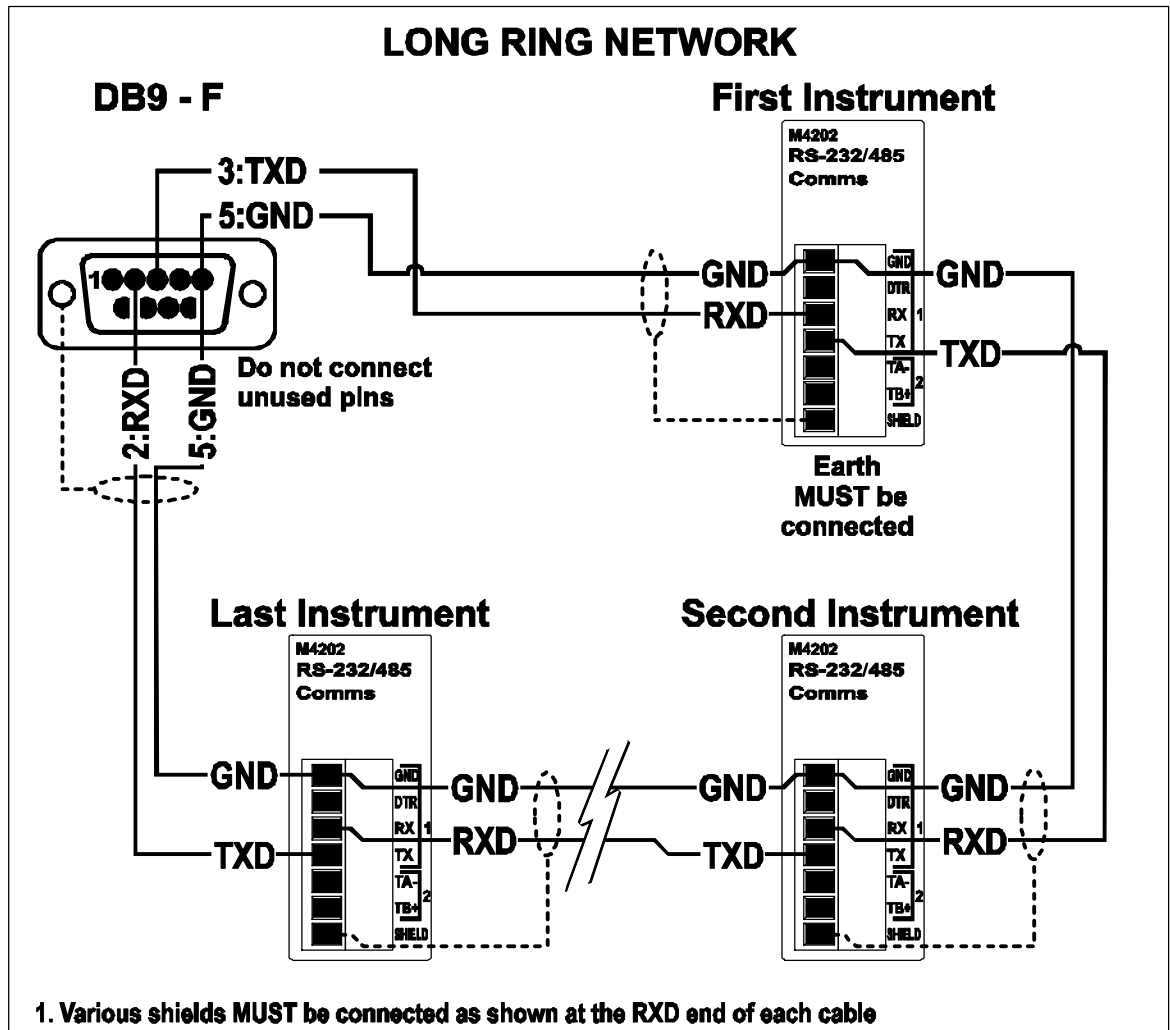 LONG RING NETWORK
DB9 - F
First Instrument
M4202
RS-232/485
Comms
3:TXD
5:GND
1
GND
RXD
GND
DTR
RX 1
TX
TA-
2
TB+
SHIELD
GND
TXD
Do not connect
unused pins
2:RXD
5:GND
Earth
MUST be
connected
Last Instrument
M4202
RS-232/485
Comms
GND
TXD
GND
DTR
RX 1
TX
TA-
2
TB+
SHIELD
GND
RXD
Second Instrument
M4202
RS-232/485
Comms
GND
TXD
GND
DTR
RX 1
TX
TA-
2
TB+
SHIELD
GND
RXD
1. Various shields MUST be connected as shown at the RXD end of each cable